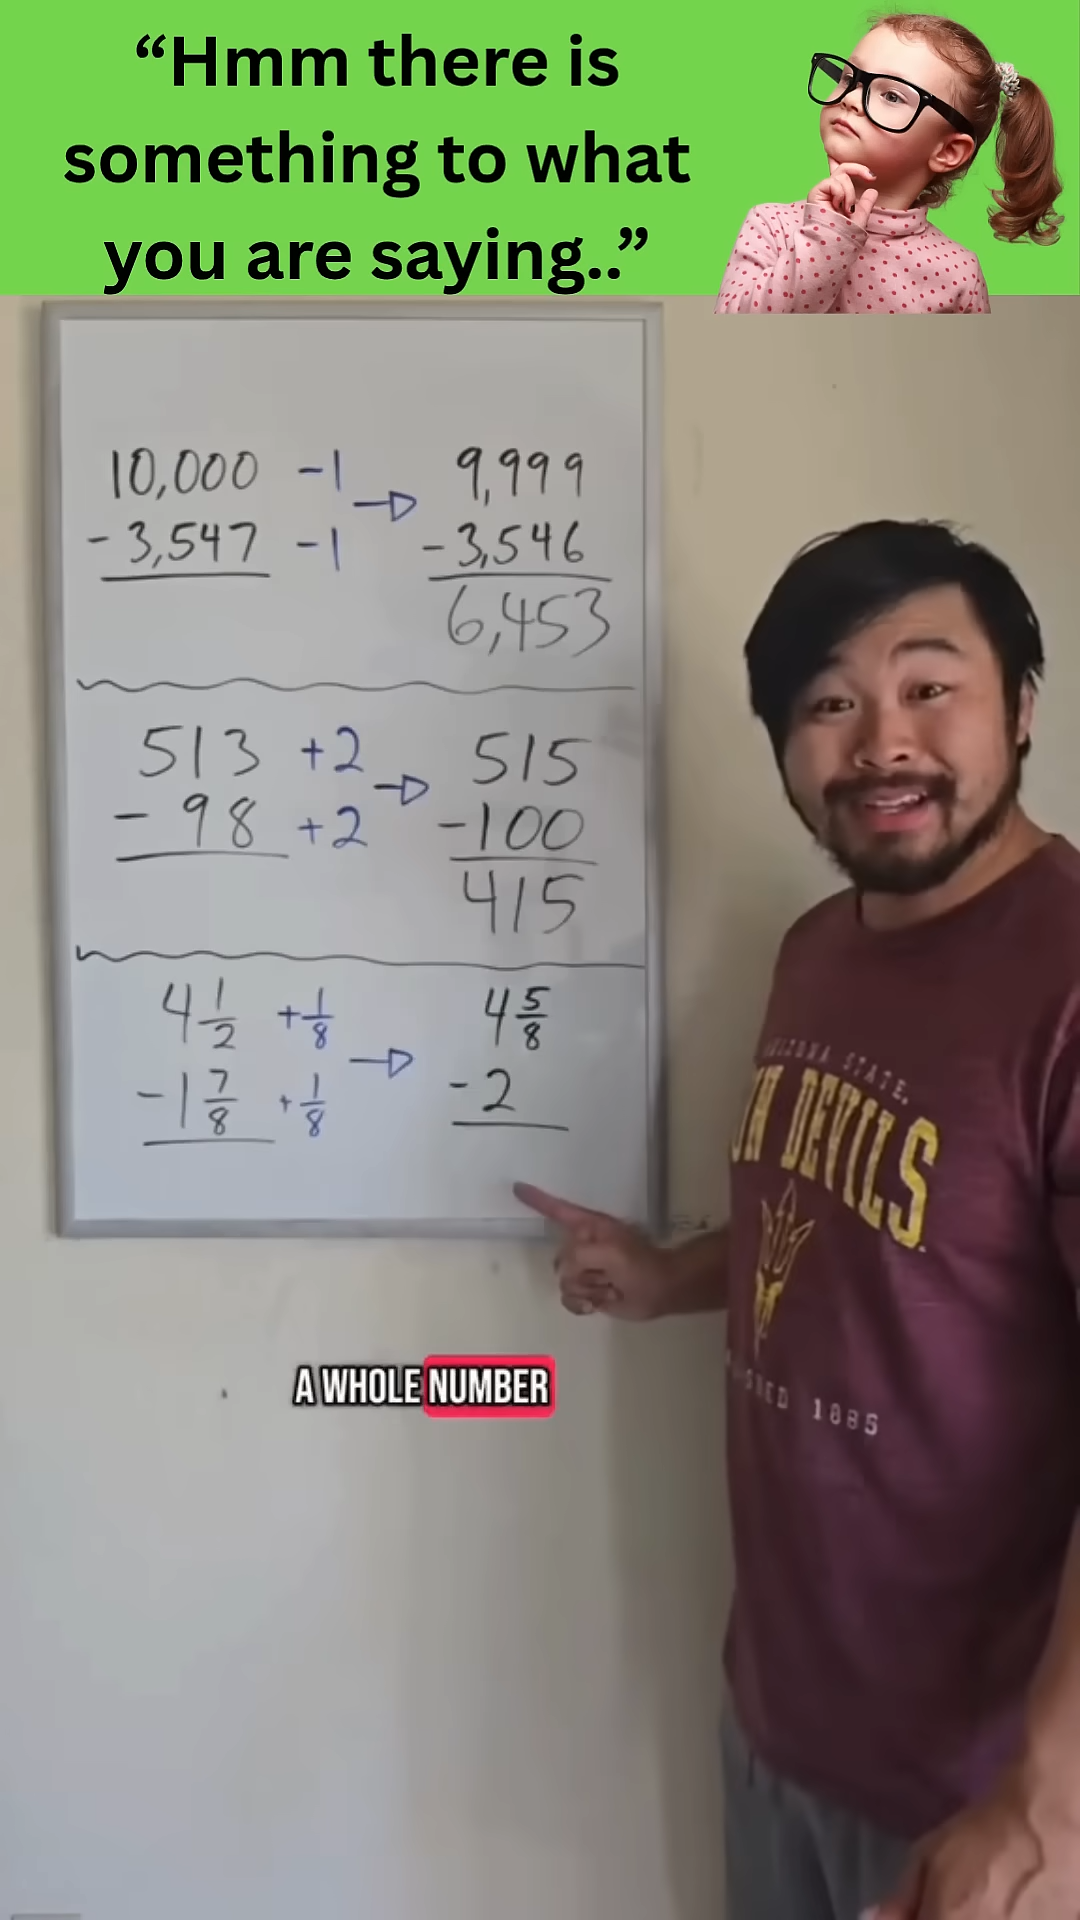 “Hmm there is
something to what
you are saying..”
10,000 -1 → 9,999
- 3,547 -1 - 3,546
6,453
513 +2 → 515
- 98 +2 - 100
415
4 1/2 + 1/8 → 4 5/8
- 1 7/8 + 1/8 - 2
STATE
DEVILS
1885
A WHOLE NUMBER